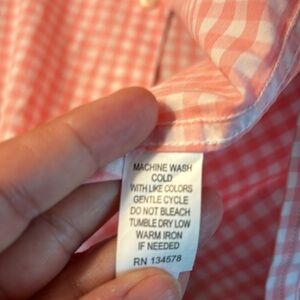 MACHINE WASH
COLD
WITH LIKE COLORS
GENTLE CYCLE
DO NOT BLEACH
TUMBLE DRY LOW
WARM IRON
IF NEEDED
RN 134578